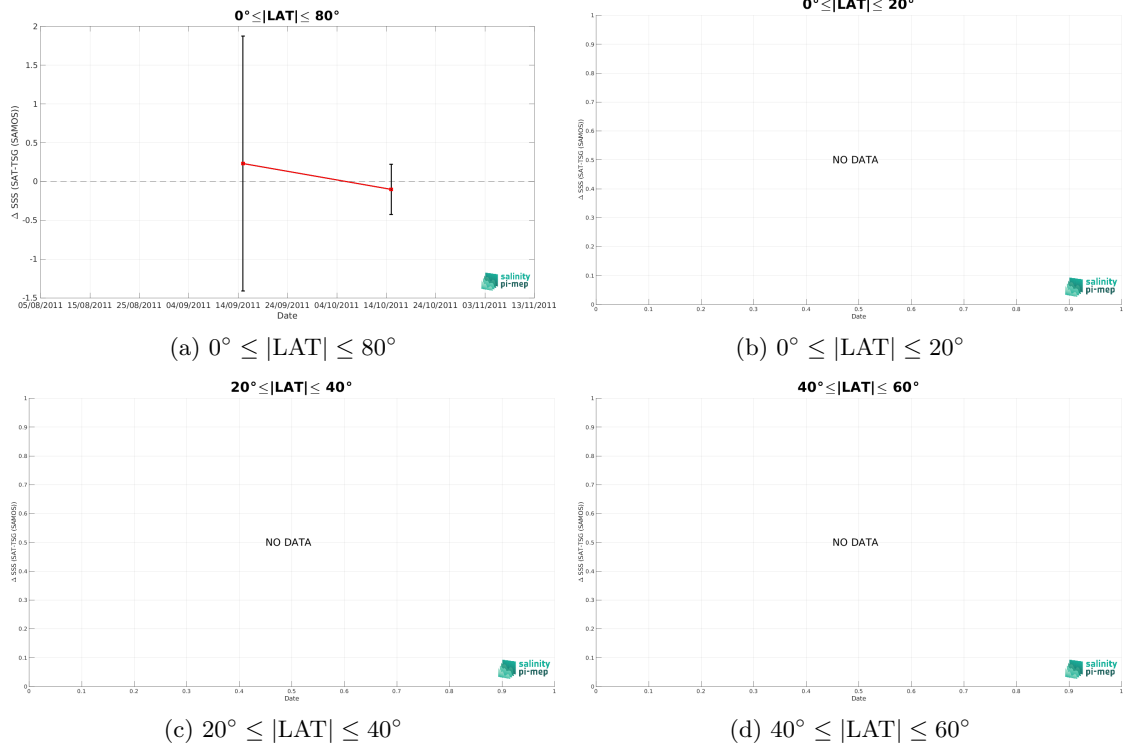 0°≤|LAT|≤ 80°
2
1.5
1
0.5
0
-0.5
-1
-1.5
Δ SSS (SAT-TSG (SAMOS))
05/08/2011 15/08/2011 25/08/2011 04/09/2011 14/09/2011 24/09/2011 04/10/2011 14/10/2011 24/10/2011 03/11/2011 13/11/2011
Date
salinity
pi-mep
(a) 0° ≤ |LAT| ≤ 80°
0°≤|LAT|≤ 20°
1
0.9
0.8
0.7
0.6
0.5
0.4
0.3
0.2
0.1
0
Δ SSS (SAT-TSG (SAMOS))
NO DATA
0 0.1 0.2 0.3 0.4 0.5 0.6 0.7 0.8 0.9 1
Date
salinity
pi-mep
(b) 0° ≤ |LAT| ≤ 20°
20°≤|LAT|≤ 40°
1
0.9
0.8
0.7
0.6
0.5
0.4
0.3
0.2
0.1
0
Δ SSS (SAT-TSG (SAMOS))
NO DATA
0 0.1 0.2 0.3 0.4 0.5 0.6 0.7 0.8 0.9 1
Date
salinity
pi-mep
(c) 20° ≤ |LAT| ≤ 40°
40°≤|LAT|≤ 60°
1
0.9
0.8
0.7
0.6
0.5
0.4
0.3
0.2
0.1
0
Δ SSS (SAT-TSG (SAMOS))
NO DATA
0 0.1 0.2 0.3 0.4 0.5 0.6 0.7 0.8 0.9 1
Date
salinity
pi-mep
(d) 40° ≤ |LAT| ≤ 60°